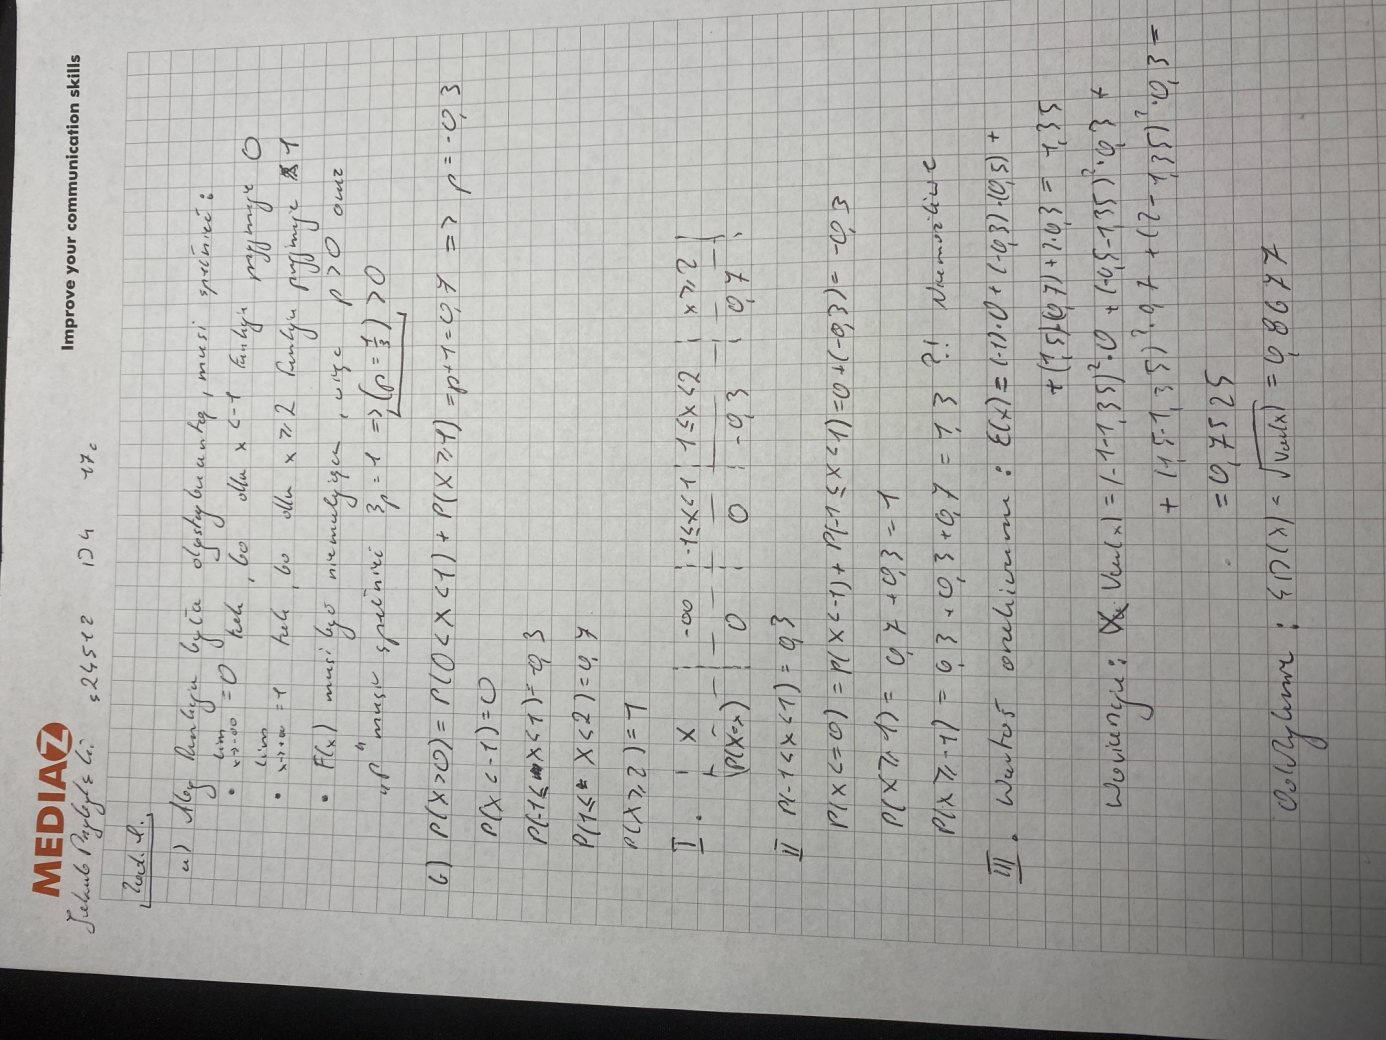 MEDIAZ Improve your communication skills
Jakub s24512 D4 17c
Zad. 4.
a) Aby funkcja była dystrybuantą, musi spełnić:
• lim x→-∞ = 0 tak, bo dla x<-1 funkcja przyjmuje 0
• lim x→+∞ = 1 tak, bo dla x≥2 funkcja przyjmuje 1
• F(x) musi być niemalejąca, więc p>0 oraz
"p" musi spełnić 3p=1 => (p=1/3)>0
b) P(X>0)=P(0<X<1)+P(X≥1)=p+1=0,7 => p=-0,3
P(X<-1)=0
P(-1≤X<1)=-0,3
P(1≤X<2)=0,7
P(X≥2)=1
I. X | -∞ | -1≤x<1 | 1≤x<2 | x≥2
P(X=x) | 0 | 0 | -0,3 | 0,7
II P(-1<X<1)=0,3
P(X<=0)=P(X<-1)+P(-1≤X<1)=0+(-0,3)=-0,3
P(X≥1)=0,7+0,3=1
P(X≥-1)=0,3+0,3+0,7=1,3 ?! Niemożliwe
III. Wartość : E(X)=(-1)·0+(-0,3)·(0,5)+
+(1,5)(0,7)+2·0,3=1,35
Wariancja: Var(x)=(-1-1,35)²·0+(-0,5-1,35)²·0,3+
+(1,5-1,35)²·0,7+(2-1,35)²·0,3=
=0,7525
Odchylenie: SD(X)=√Var(x)=0,8677